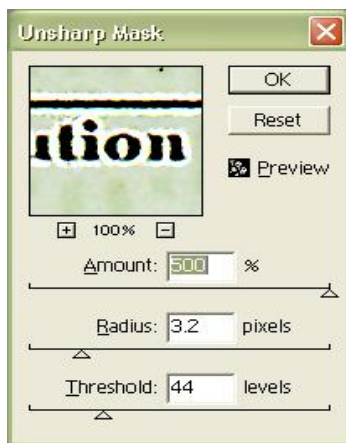 Unsharp Mask
ution
OK
Reset
Preview
100%
Amount: 500 %
Radius: 3.2 pixels
Threshold: 44 levels